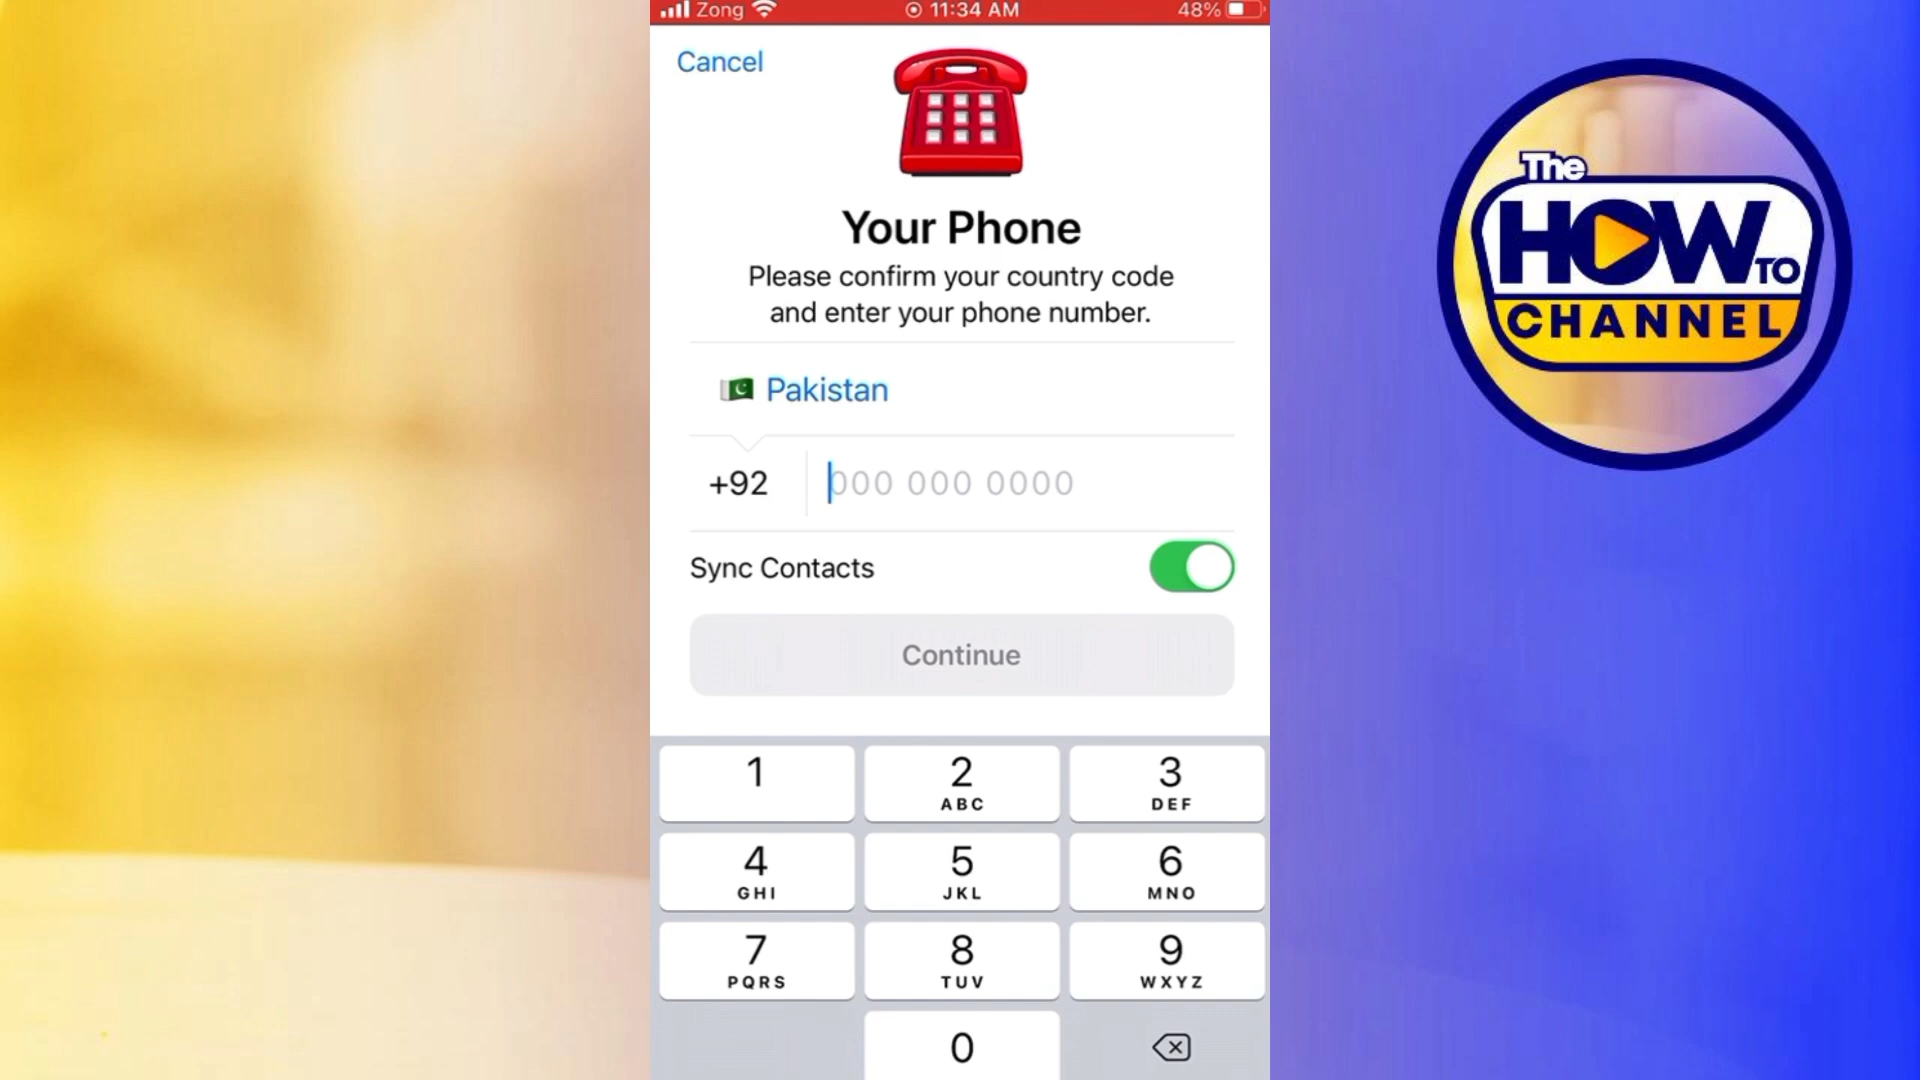 Zong 11:34 AM 48%
Cancel
Your Phone
Please confirm your country code
and enter your phone number.
Pakistan
+92 000 000 0000
Sync Contacts
Continue
1 2 3
ABC DEF
4 5 6
GHI JKL MNO
7 8 9
PQRS TUV WXYZ
0
The
HOW TO
CHANNEL